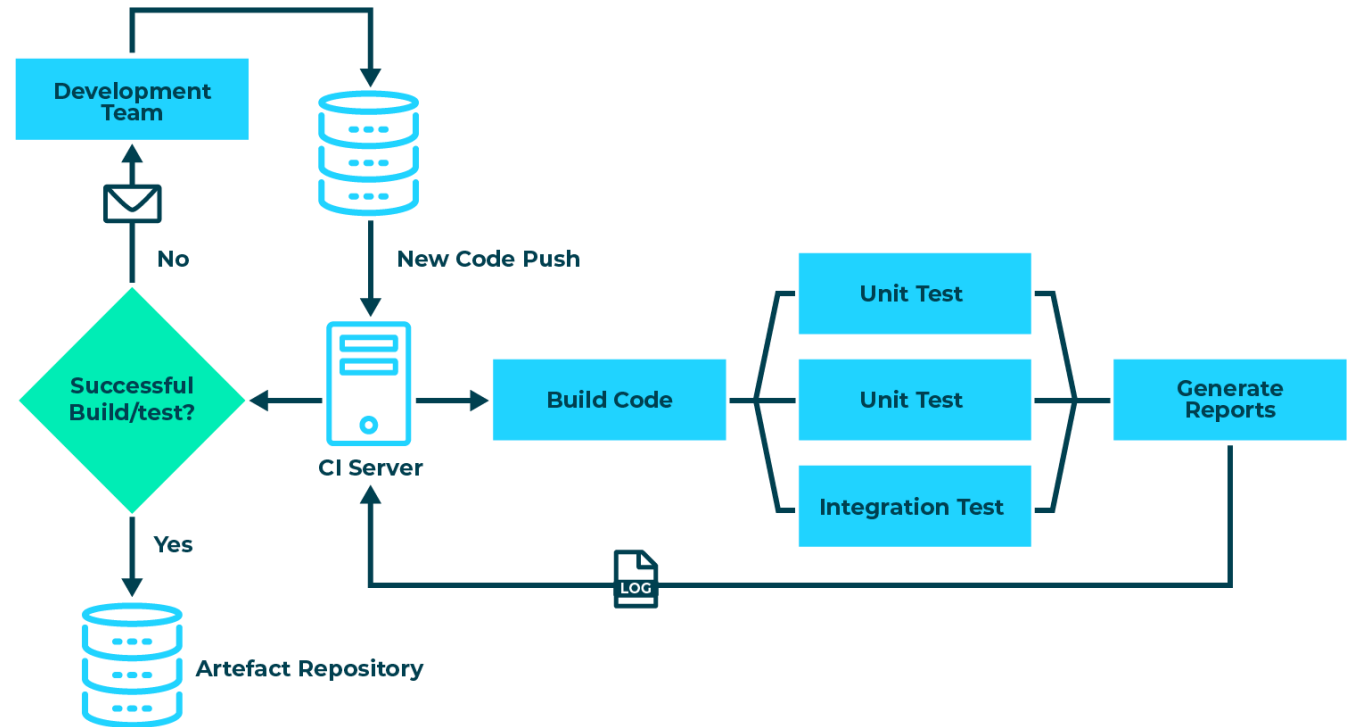 Development
Team
No
New Code Push
Unit Test
Successful
Build/test?
Build Code
Unit Test
Generate
Reports
CI Server
Integration Test
Yes
LOG
Artefact Repository